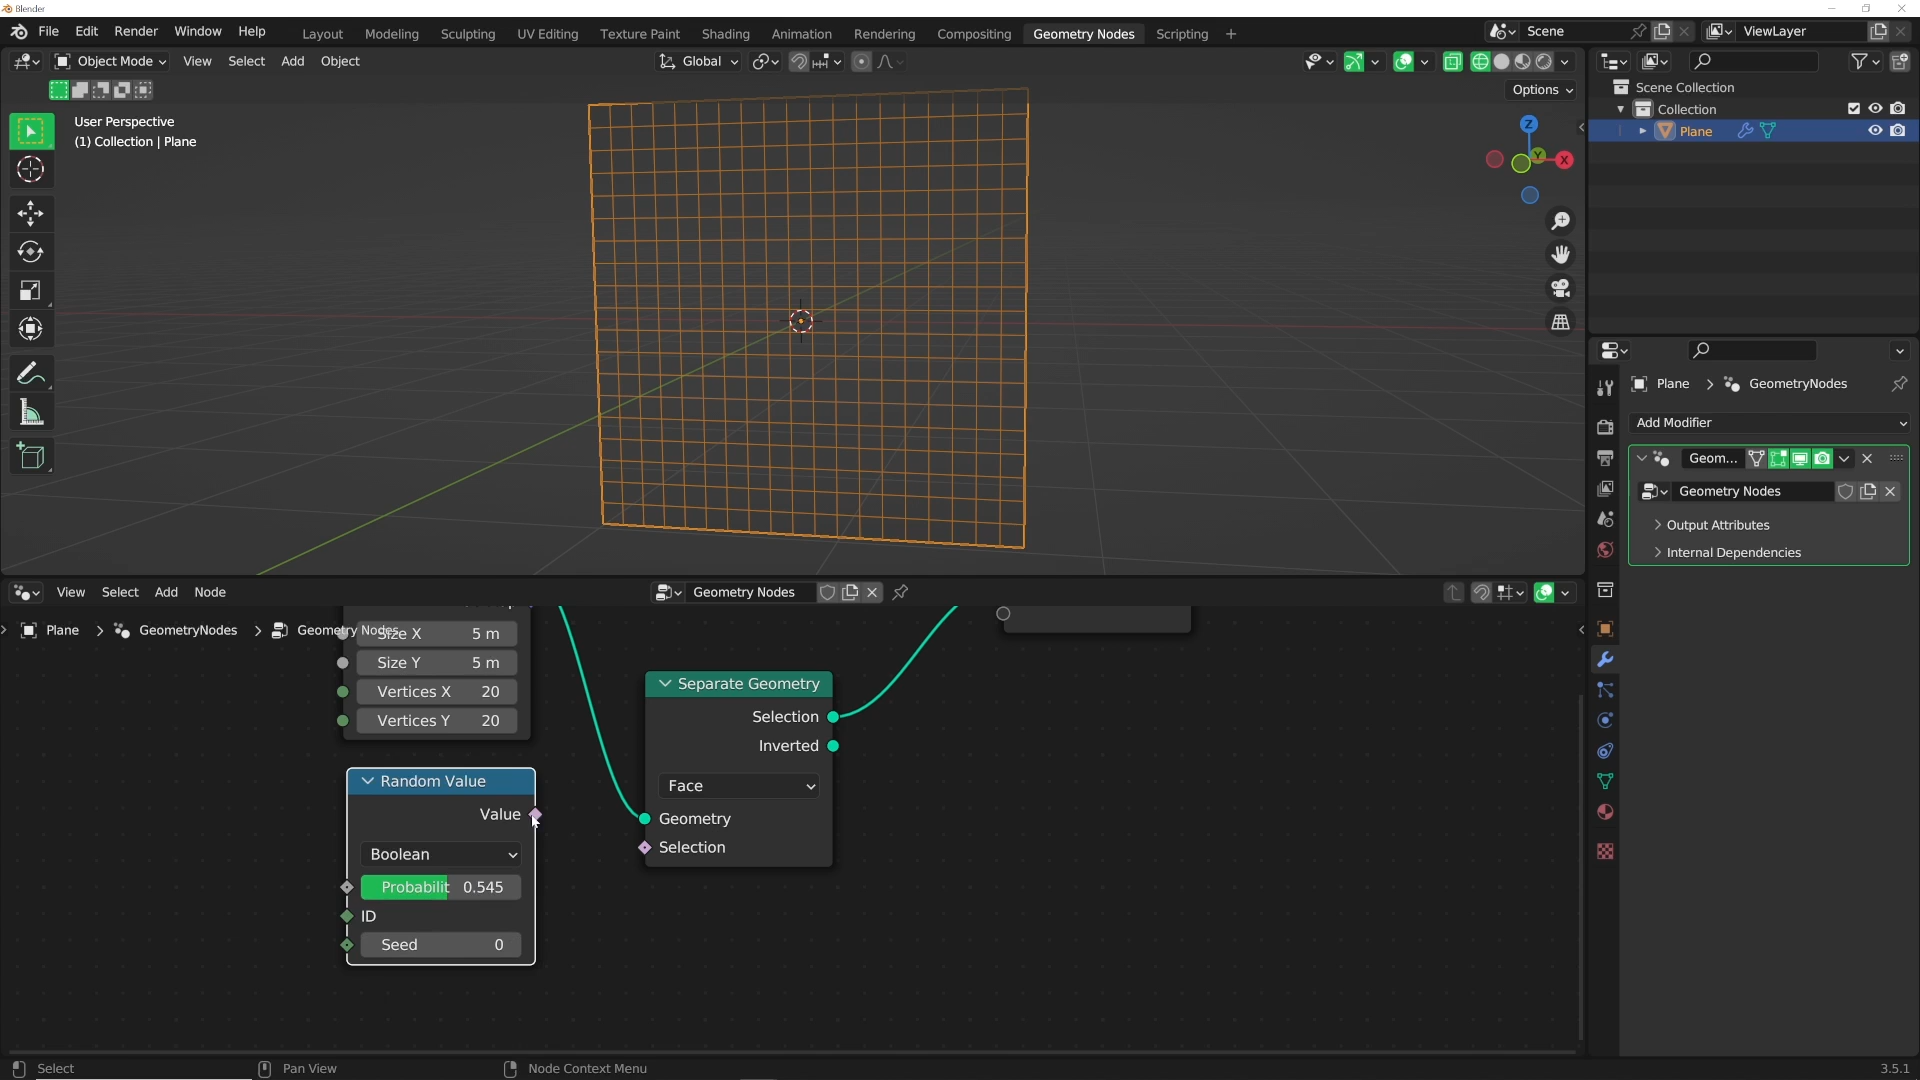 Blender
File Edit Render Window Help
Layout Modeling Sculpting UV Editing Texture Paint Shading Animation Rendering Compositing Geometry Nodes Scripting +
Scene
ViewLayer
Object Mode View Select Add Object
Global
Options
User Perspective
(1) Collection | Plane
Z
Y
X
Scene Collection
Collection
Plane
Plane > GeometryNodes
Add Modifier
Geom...
Geometry Nodes
Output Attributes
Internal Dependencies
View Select Add Node
Geometry Nodes
Plane > GeometryNodes > Geometry Nodes
Size X 5 m
Size Y 5 m
Vertices X 20
Vertices Y 20
Random Value
Value
Boolean
Probabilit 0.545
ID
Seed 0
Separate Geometry
Selection
Inverted
Face
Geometry
Selection
Select
Pan View
Node Context Menu
3.5.1